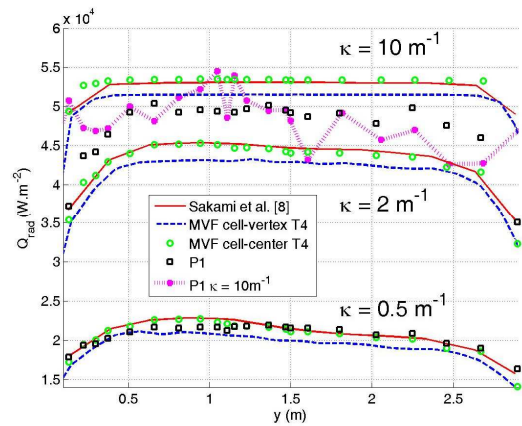 x 10⁴
6
5.5
5
4.5
4
3.5
3
2.5
2
1.5
Q_rad (W.m⁻²)
κ = 10 m⁻¹
κ = 2 m⁻¹
κ = 0.5 m⁻¹
Sakami et al. [8]
MVF cell-vertex T4
MVF cell-center T4
P1
P1 κ = 10m⁻¹
0.5
1
1.5
2
2.5
y (m)